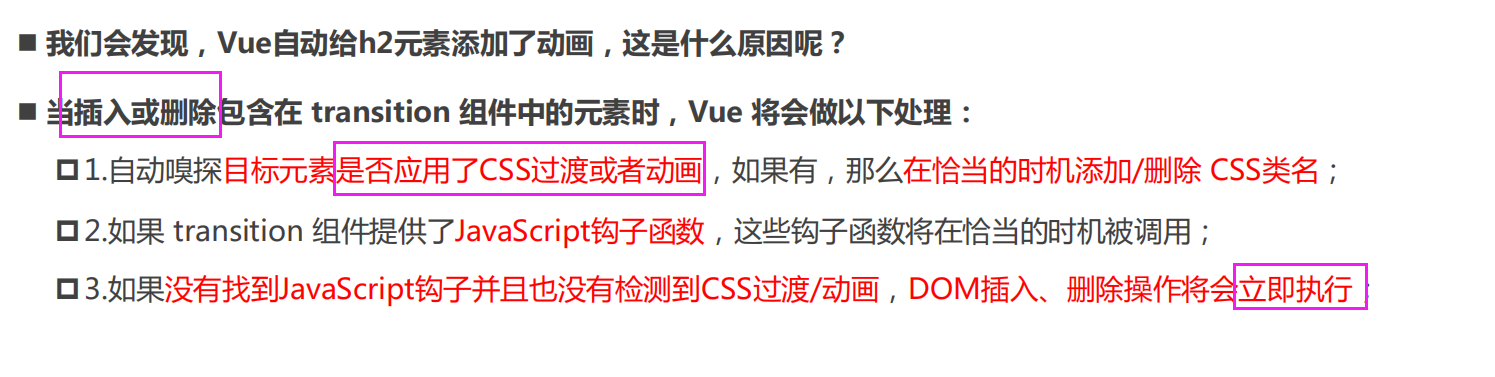 我们会发现，Vue自动给h2元素添加了动画，这是什么原因呢？
当插入或删除包含在 transition 组件中的元素时，Vue 将会做以下处理：
1.自动嗅探目标元素是否应用了CSS过渡或者动画，如果有，那么在恰当的时机添加/删除 CSS类名；
2.如果 transition 组件提供了JavaScript钩子函数，这些钩子函数将在恰当的时机被调用；
3.如果没有找到JavaScript钩子并且也没有检测到CSS过渡/动画，DOM插入、删除操作将会立即执行；